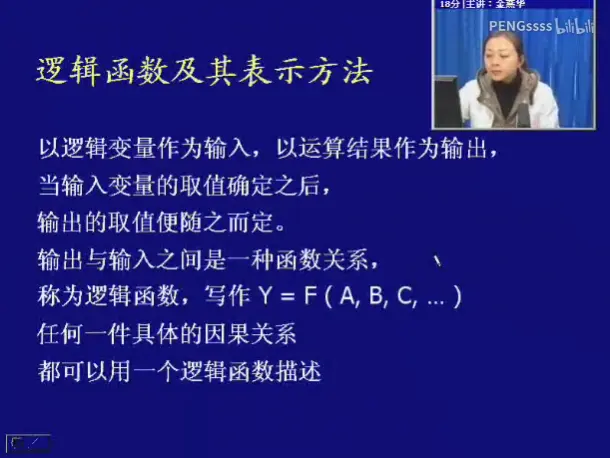 18分|主讲:金燕华
PENGssss bilibili
逻辑函数及其表示方法
以逻辑变量作为输入，以运算结果作为输出，
当输入变量的取值确定之后，
输出的取值便随之而定。
输出与输入之间是一种函数关系，
称为逻辑函数，写作 Y = F ( A, B, C, … )
任何一件具体的因果关系
都可以用一个逻辑函数描述